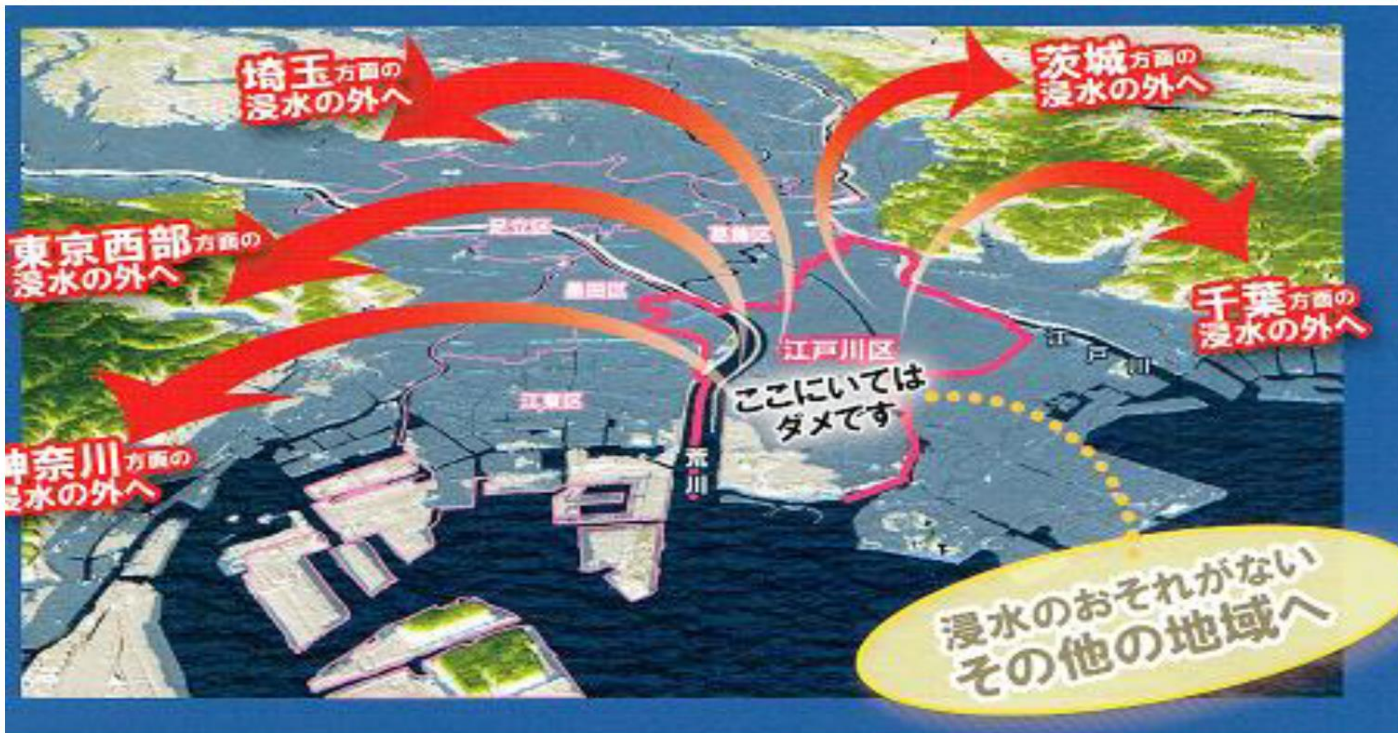 埼玉方面の
浸水の外へ
茨城方面の
浸水の外へ
東京西部方面の
浸水の外へ
千葉方面の
浸水の外へ
神奈川方面の
浸水の外へ
足立区
葛飾区
墨田区
江戸川区
江東区
ここにいては
ダメです
江戸川
荒川
浸水のおそれがない
その他の地域へ